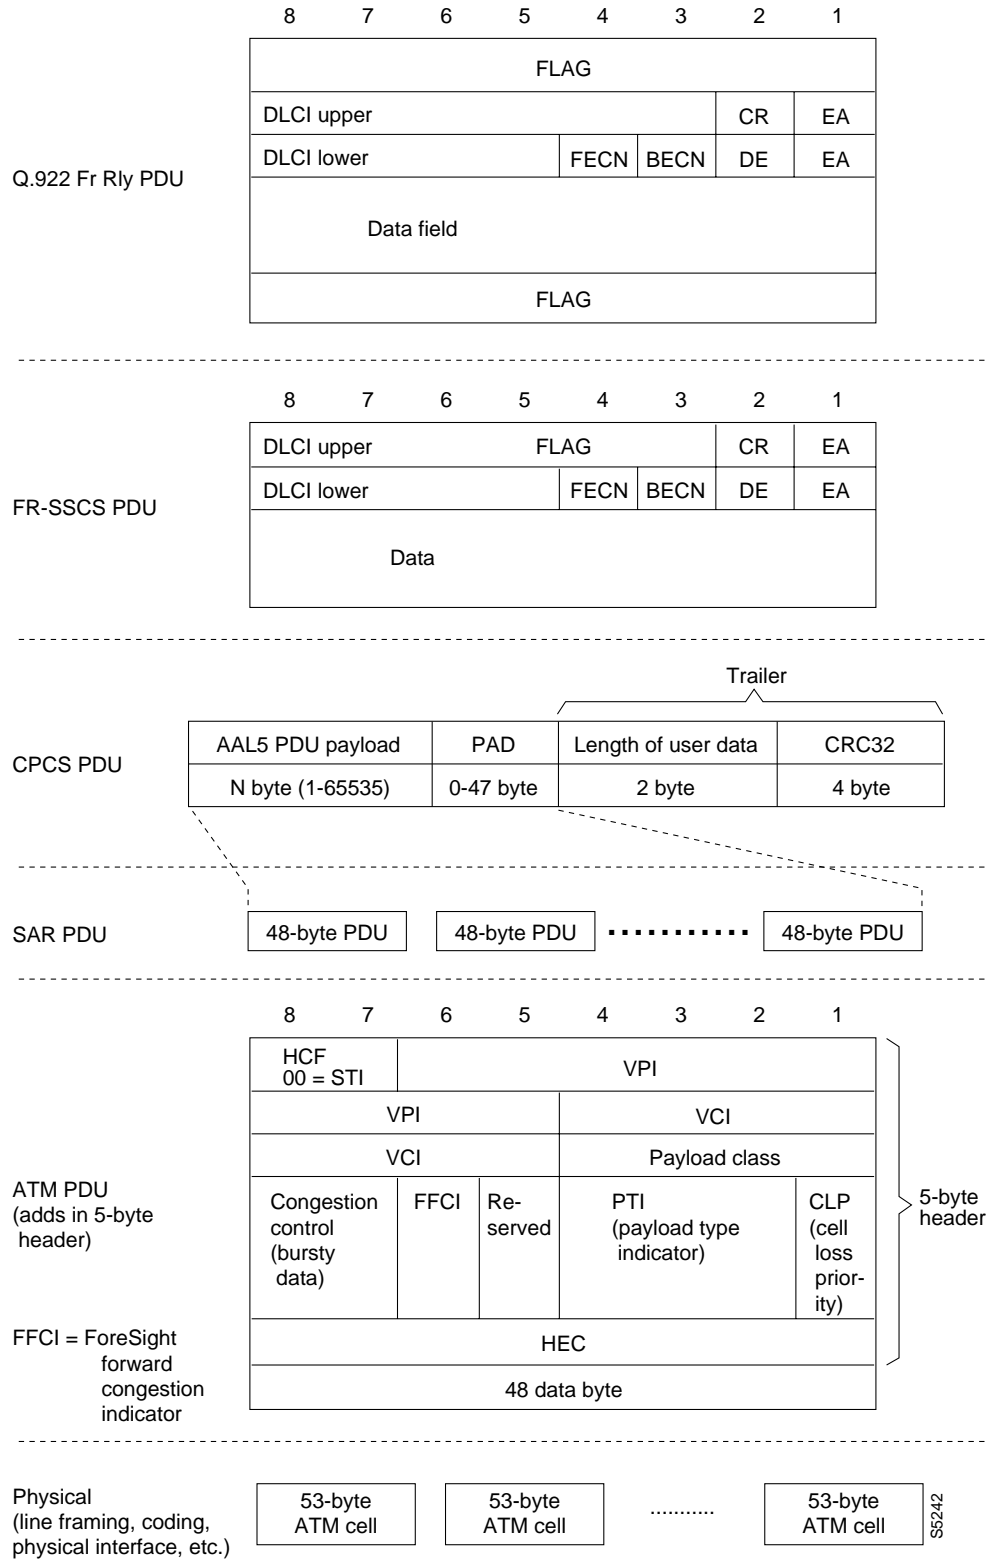 8 7 6 5 4 3 2 1
FLAG
DLCI upper CR EA
DLCI lower FECN BECN DE EA
Q.922 Fr Rly PDU
Data field
FLAG
8 7 6 5 4 3 2 1
DLCI upper FLAG CR EA
DLCI lower FECN BECN DE EA
FR-SSCS PDU
Data
Trailer
AAL5 PDU payload PAD Length of user data CRC32
CPCS PDU
N byte (1-65535) 0-47 byte 2 byte 4 byte
SAR PDU 48-byte PDU 48-byte PDU ........... 48-byte PDU
8 7 6 5 4 3 2 1
HCF
00 = STI
VPI
VPI VCI
VCI Payload class
ATM PDU
(adds in 5-byte
header)
Congestion
control
(bursty
data)
FFCI
Re-
served
PTI
(payload type
indicator)
CLP
(cell
loss
prior-
ity)
5-byte
header
HEC
48 data byte
FFCI = ForeSight
forward
congestion
indicator
Physical
(line framing, coding,
physical interface, etc.)
53-byte
ATM cell
53-byte
ATM cell
...........
53-byte
ATM cell
S5242